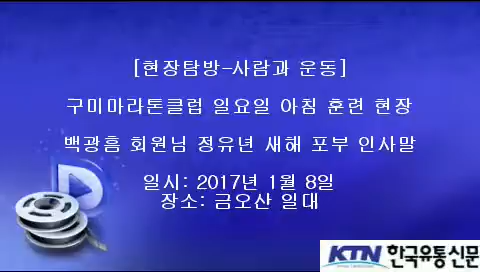 [현장탐방-사람과 운동]
구미마라톤클럽 일요일 아침 훈련 현장
백광흠 회원님 정유년 새해 포부 인사말
일시: 2017년 1월 8일
장소: 금오산 일대
KTN 한국유통신문